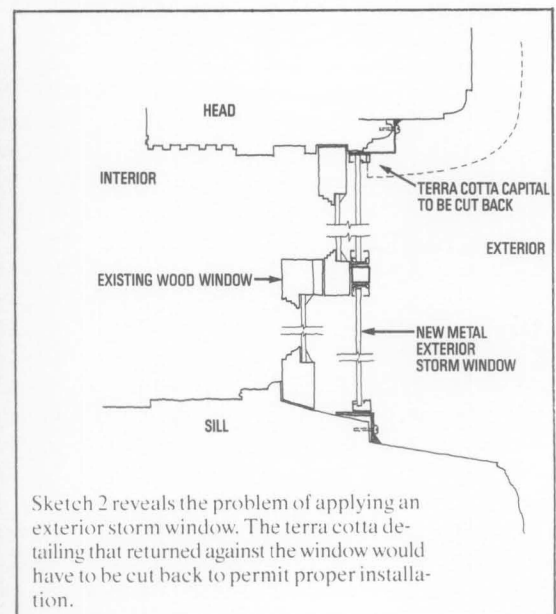 HEAD
INTERIOR
TERRA COTTA CAPITAL
TO BE CUT BACK
EXTERIOR
EXISTING WOOD WINDOW
NEW METAL
EXTERIOR
STORM WINDOW
SILL
Sketch 2 reveals the problem of applying an
exterior storm window. The terra cotta de-
tailing that returned against the window would
have to be cut back to permit proper installa-
tion.